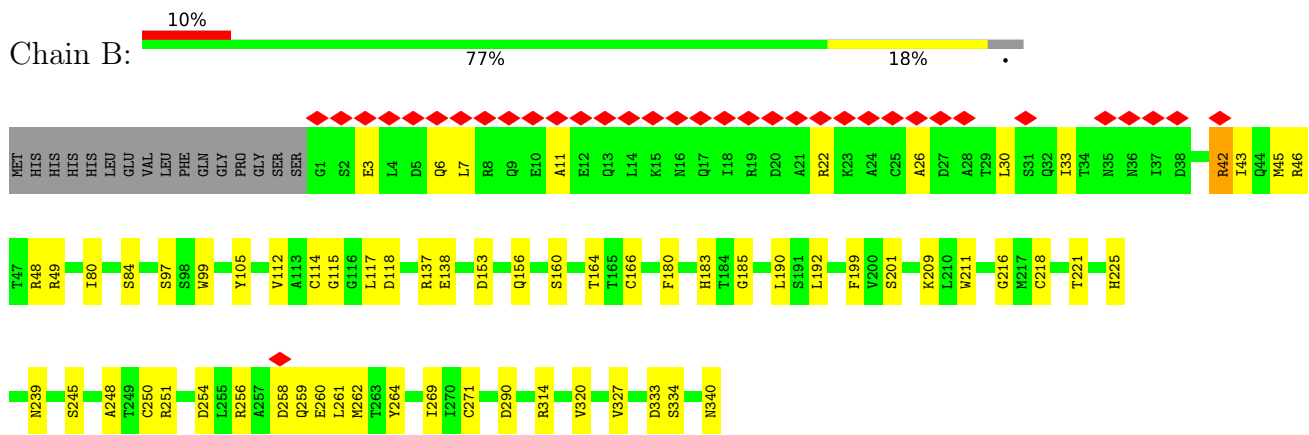 10%
Chain B:
77% 18% •
MET HIS HIS HIS HIS LEU GLU VAL LEU PHE GLN GLY GLY PRO GLY SER SER G1 S2 E3 L4 D5 Q6 L7 R8 Q9 E10 A11 E12 Q13 L14 K15 N16 Q17 I18 R19 D20 A21 R22 K23 A24 C25 A26 D27 A28 T29 L30 S31 Q32 I33 T34 N35 N36 I37 D38 R42 I43 Q44 M45 R46
T47 R48 R49 I80 S84 S97 S98 W99 Y105 V112 A113 C114 G115 G116 L117 D118 R137 E138 D153 Q156 S160 T164 T165 C166 F180 H183 T184 G185 L190 S191 L192 F199 V200 S201 K209 L210 W211 G216 M217 C218 T221 H225
N239 S245 A248 T249 C250 R251 D254 L255 R256 A257 D258 Q259 E260 L261 M262 T263 Y264 I269 I270 C271 D290 R314 V320 V327 D333 S334 N340